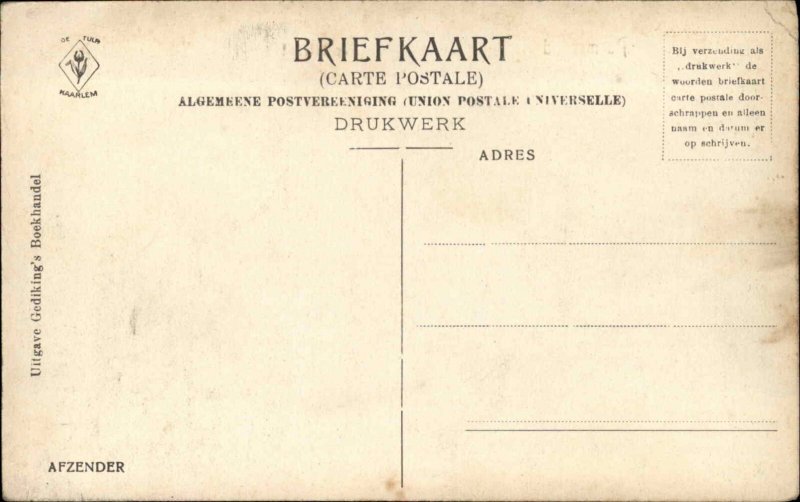 DE TULP
HAARLEM
BRIEFKAART
(CARTE POSTALE)
ALGEMEENE POSTVEREENIGING (UNION POSTALE UNIVERSELLE)
DRUKWERK
Bij verzending als
„drukwerk" de
woorden briefkaart
carte postale door-
schrappen en alleen
naam en datum er
op schrijven.
ADRES
Uitgave Gediking's Boekhandel
AFZENDER